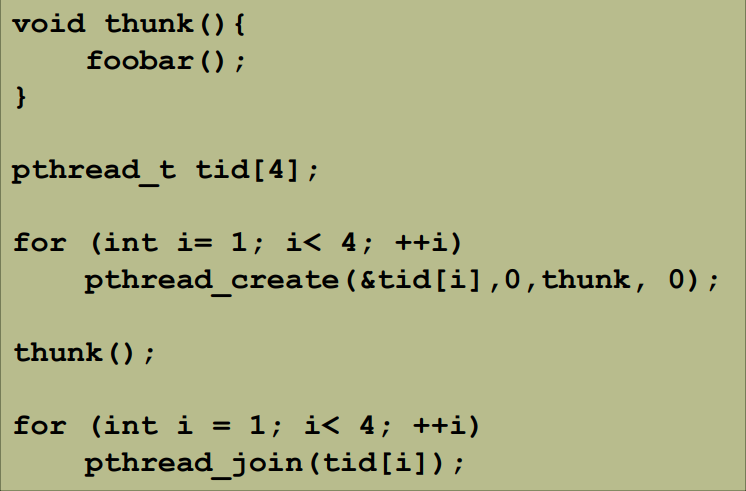 void thunk(){
    foobar();
}
pthread_t tid[4];
for (int i= 1; i< 4; ++i)
    pthread_create(&tid[i],0,thunk, 0);
thunk();
for (int i = 1; i< 4; ++i)
    pthread_join(tid[i]);